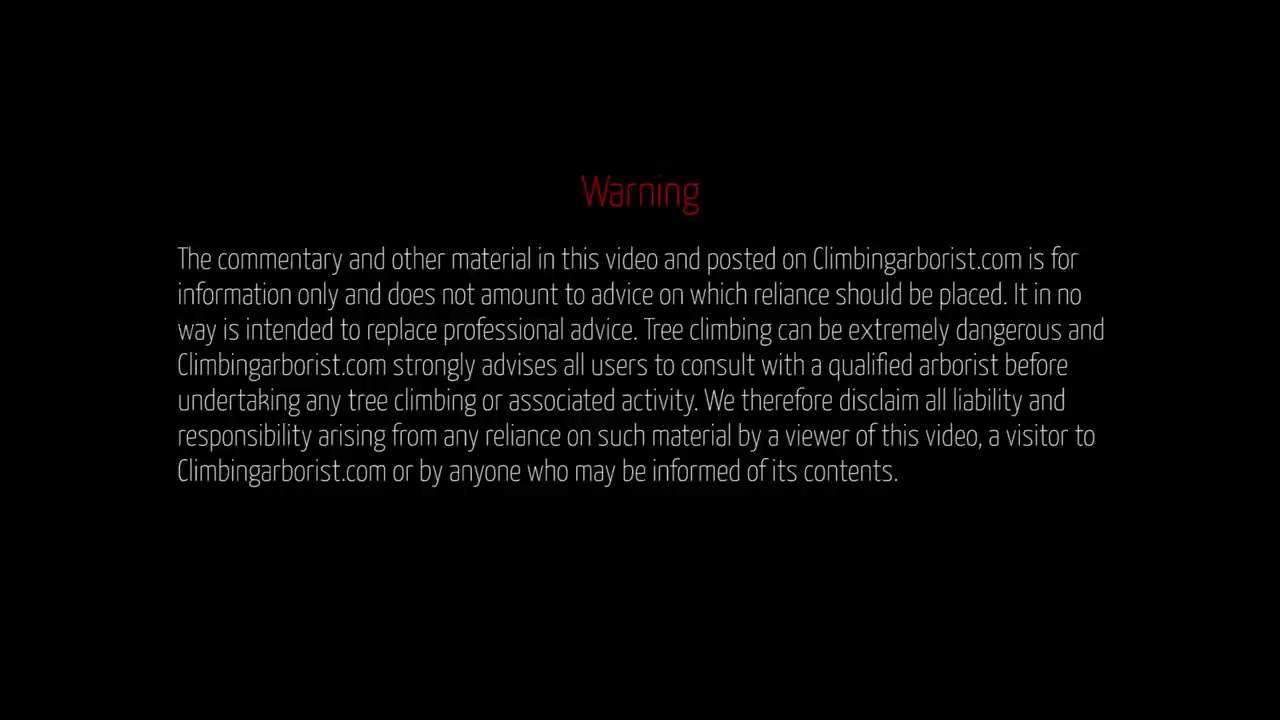 Warning
The commentary and other material in this video and posted on Climbingarborist.com is for
information only and does not amount to advice on which reliance should be placed. It in no
way is intended to replace professional advice. Tree climbing can be extremely dangerous and
Climbingarborist.com strongly advises all users to consult with a qualified arborist before
undertaking any tree climbing or associated activity. We therefore disclaim all liability and
responsibility arising from any reliance on such material by a viewer of this video, a visitor to
Climbingarborist.com or by anyone who may be informed of its contents.